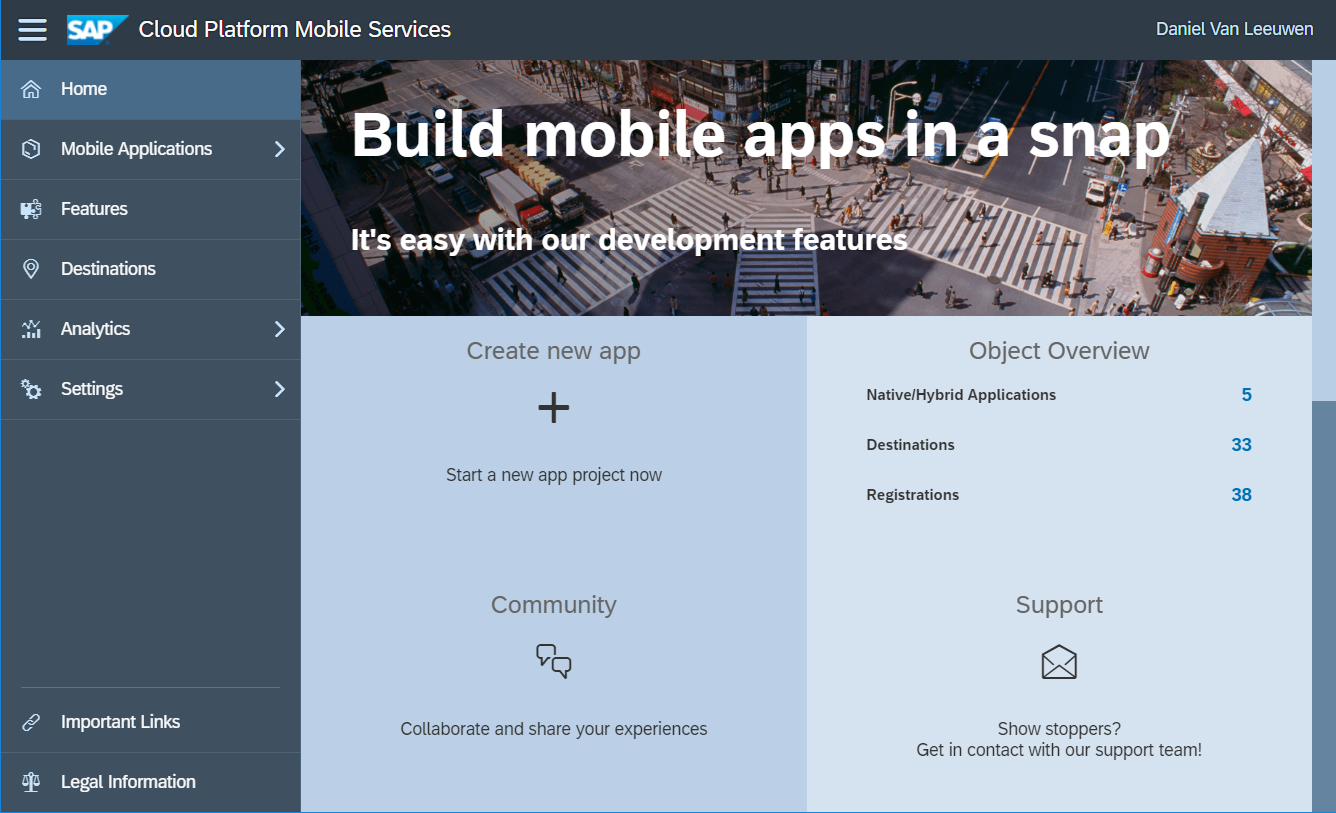 SAP Cloud Platform Mobile Services
Daniel Van Leeuwen
Home
Mobile Applications
Features
Destinations
Analytics
Settings
Important Links
Legal Information
Build mobile apps in a snap
It's easy with our development features
Create new app
Start a new app project now
Object Overview
Native/Hybrid Applications 5
Destinations 33
Registrations 38
Community
Collaborate and share your experiences
Support
Show stoppers?
Get in contact with our support team!